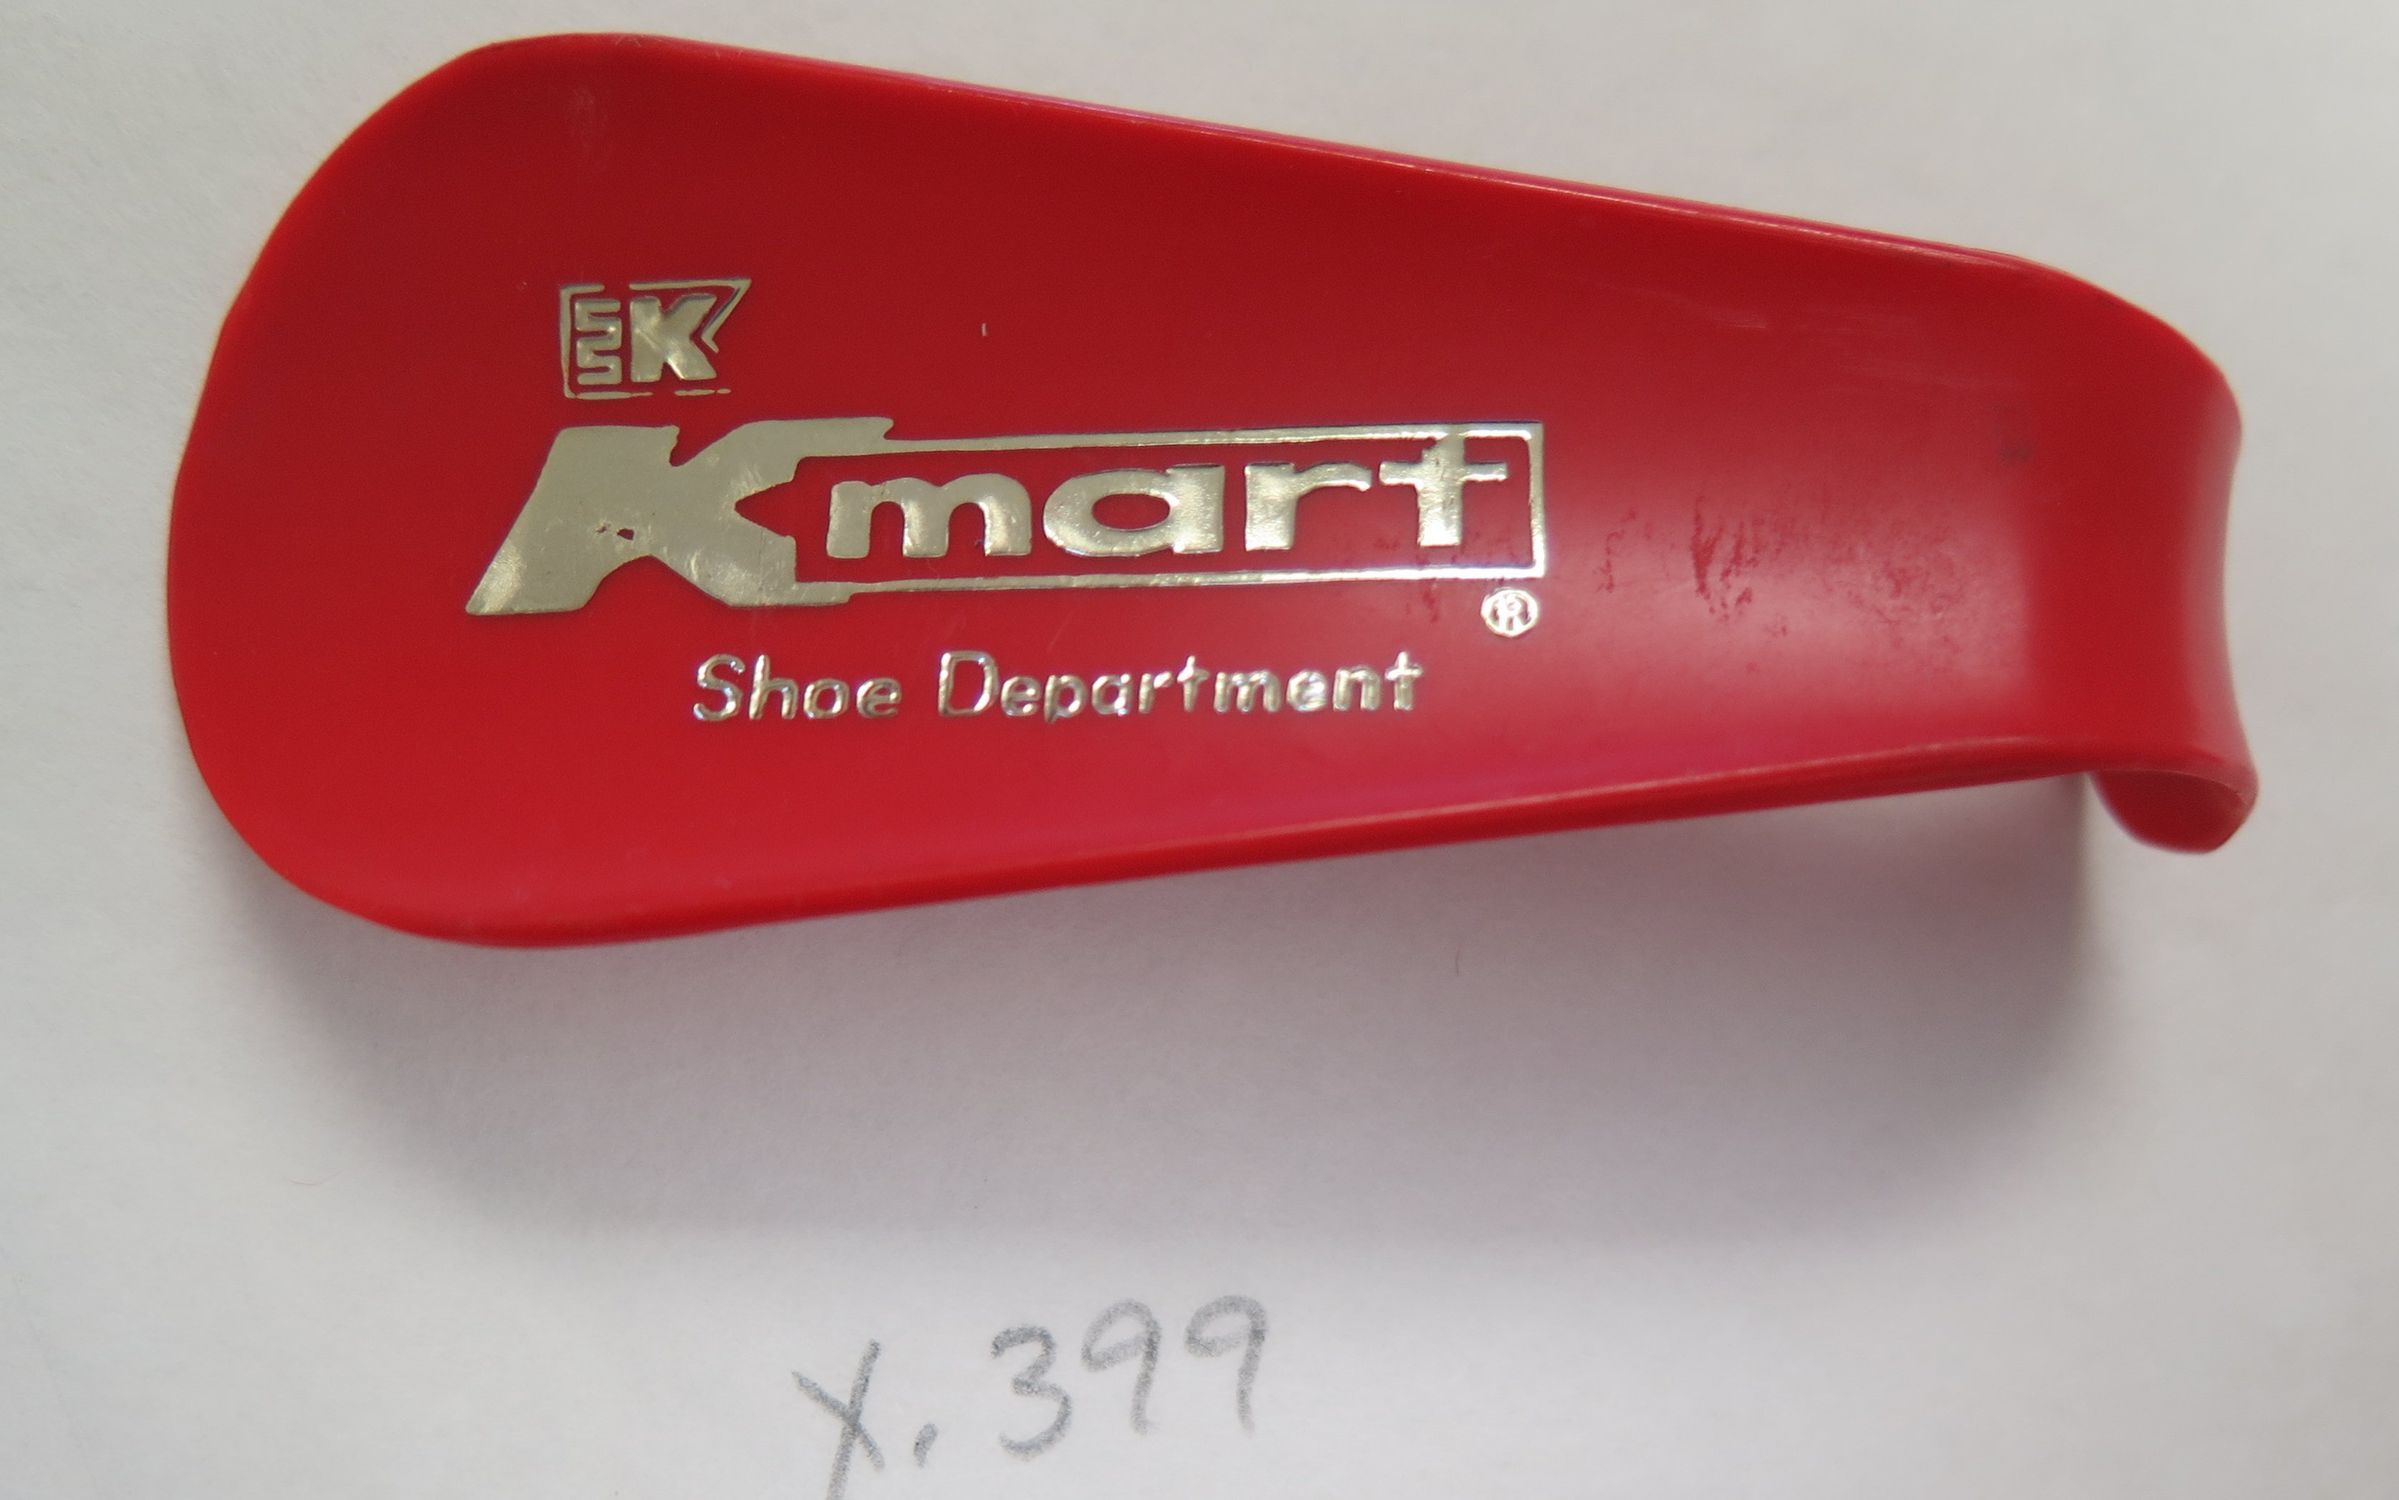 SSK
Kmart
®
Shoe Department
X.399